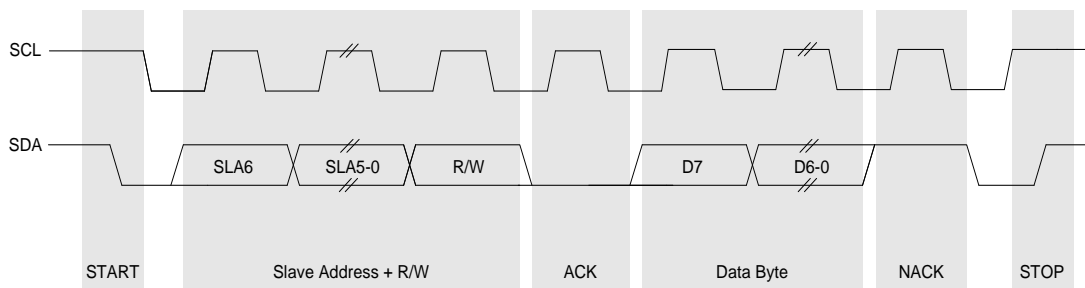 SCL
SDA
SLA6 SLA5-0 R/W D7 D6-0
START Slave Address + R/W ACK Data Byte NACK STOP